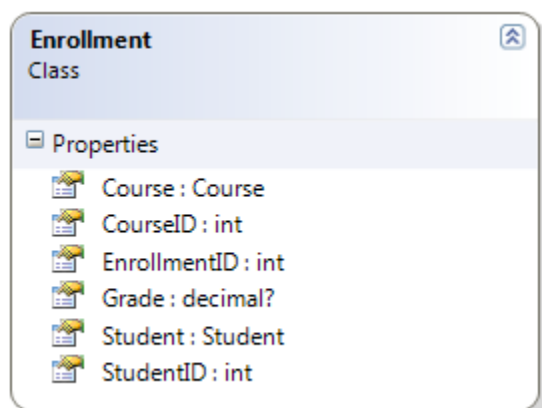 Enrollment
Class
Properties
Course : Course
CourseID : int
EnrollmentID : int
Grade : decimal?
Student : Student
StudentID : int